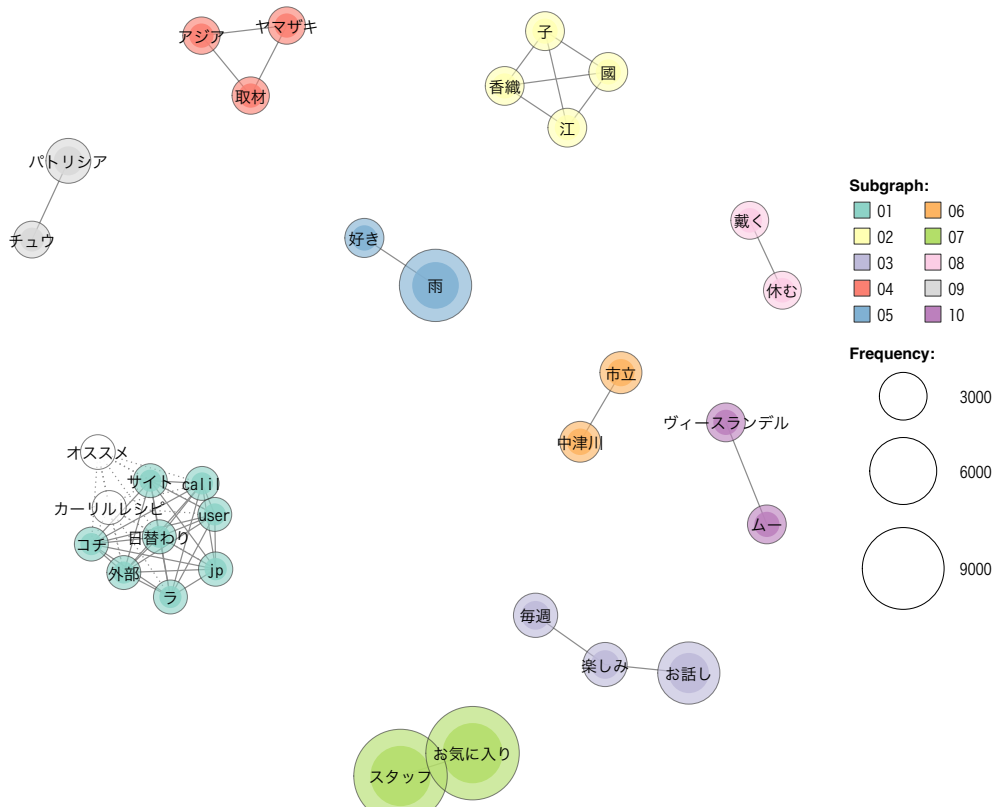 アジア
ヤマザキ
取材
子
國
香織
江
パトリシア
チュウ
好き
雨
戴く
休む
Subgraph:
01
06
02
07
03
08
04
09
05
10
Frequency:
3000
6000
9000
市立
中津川
ヴィースランデル
ムー
オススメ
サイト
calil
カーリルレシピ
user
日替わり
コチ
外部
jp
ラ
毎週
楽しみ
お話し
お気に入り
スタッフ